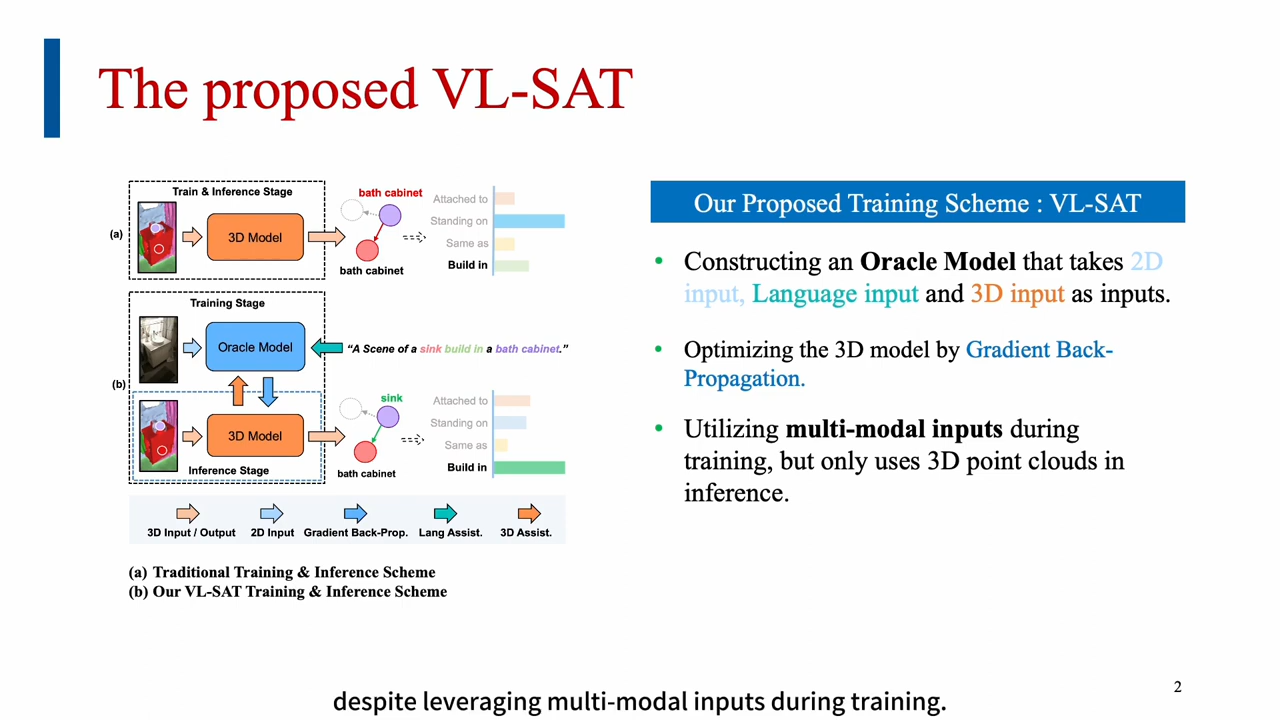 The proposed VL-SAT
Train & Inference Stage
(a)
3D Model
bath cabinet
bath cabinet
Attached to
Standing on
Same as
Build in
Training Stage
Oracle Model
"A Scene of a sink build in a bath cabinet."
(b)
3D Model
Inference Stage
sink
bath cabinet
Attached to
Standing on
Same as
Build in
3D Input / Output
2D Input
Gradient Back-Prop.
Lang Assist.
3D Assist.
(a) Traditional Training & Inference Scheme
(b) Our VL-SAT Training & Inference Scheme
Our Proposed Training Scheme : VL-SAT
• Constructing an Oracle Model that takes 2D
input, Language input and 3D input as inputs.
• Optimizing the 3D model by Gradient Back-
Propagation.
• Utilizing multi-modal inputs during
training, but only uses 3D point clouds in
inference.
2
despite leveraging multi-modal inputs during training.